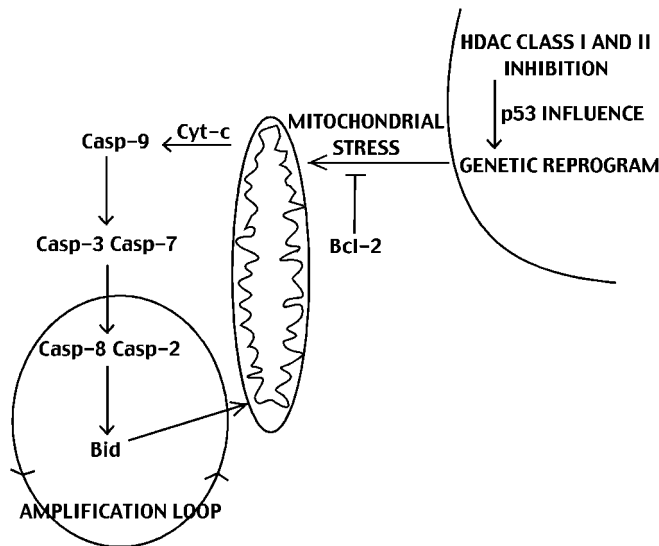 HDAC CLASS I AND II
INHIBITION
p53 INFLUENCE
GENETIC REPROGRAM
MITOCHONDRIAL
STRESS
Bcl-2
Cyt-c
Casp-9
Casp-3 Casp-7
Casp-8 Casp-2
Bid
AMPLIFICATION LOOP